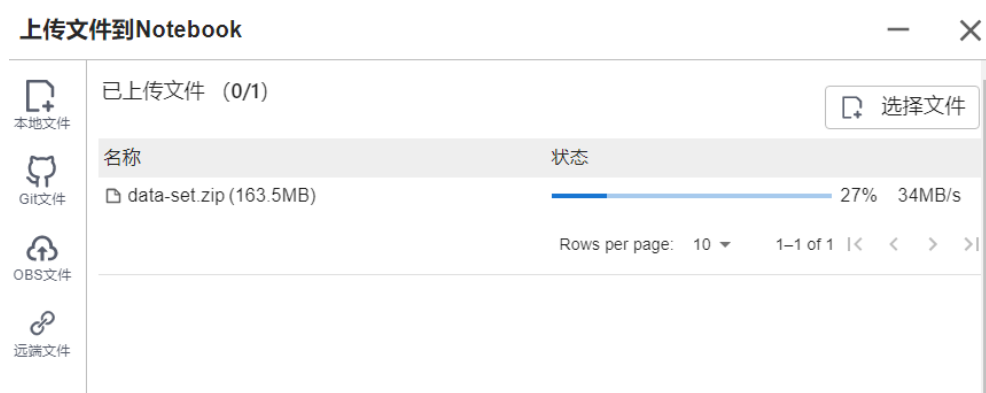 上传文件到Notebook
本地文件
Git文件
OBS文件
远端文件
已上传文件 (0/1)
选择文件
名称 状态
data-set.zip (163.5MB) 27% 34MB/s
Rows per page: 10 1–1 of 1